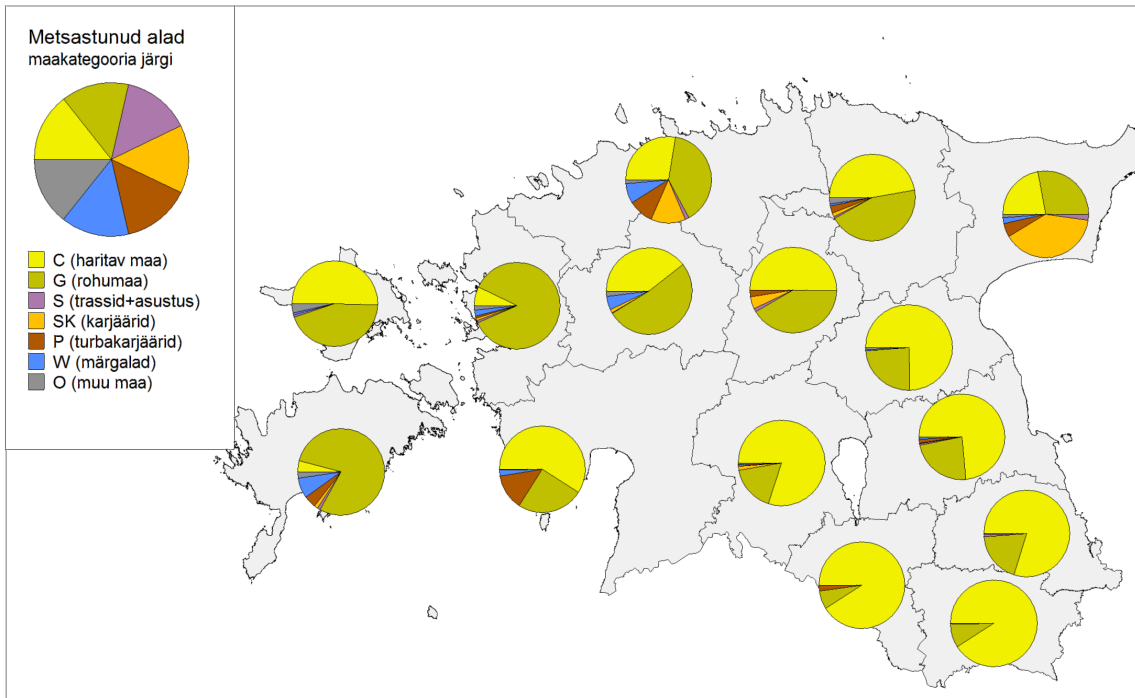 Metsastunud alad
maakategooria järgi
C (haritav maa)
G (rohumaa)
S (trassid+asustus)
SK (karjäärid)
P (turbakarjäärid)
W (märgalad)
O (muu maa)